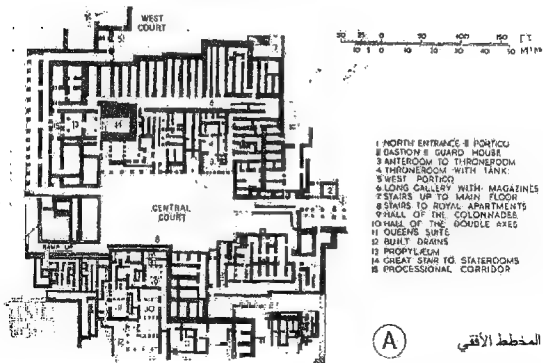 WEST
COURT
CENTRAL
COURT
RAMP UP
1 NORTH ENTRANCE & PORTICO
2 BASTION & GUARD HOUSE
3 ANTEROOM TO THRONEROOM
4 THRONEROOM WITH TANK
5 WEST PORTICO
6 LONG GALLERY WITH MAGAZINES
7 STAIRS UP TO MAIN FLOOR
8 STAIRS TO ROYAL APARTMENTS
9 HALL OF THE COLONNADES
10 HALL OF THE DOUBLE AXES
11 QUEENS SUITE
12 BUILT DRAINS
13 PROPYLÆUM
14 GREAT STAIR TO STATEROOMS
15 PROCESSIONAL CORRIDOR
A
المخطط الأفقي